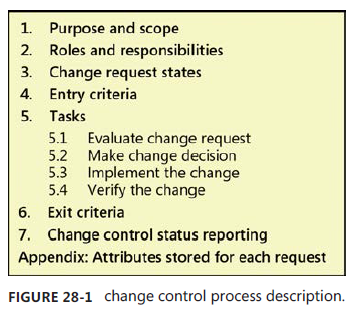 1. Purpose and scope
2. Roles and responsibilities
3. Change request states
4. Entry criteria
5. Tasks
5.1 Evaluate change request
5.2 Make change decision
5.3 Implement the change
5.4 Verify the change
6. Exit criteria
7. Change control status reporting
Appendix: Attributes stored for each request
FIGURE 28-1 change control process description.